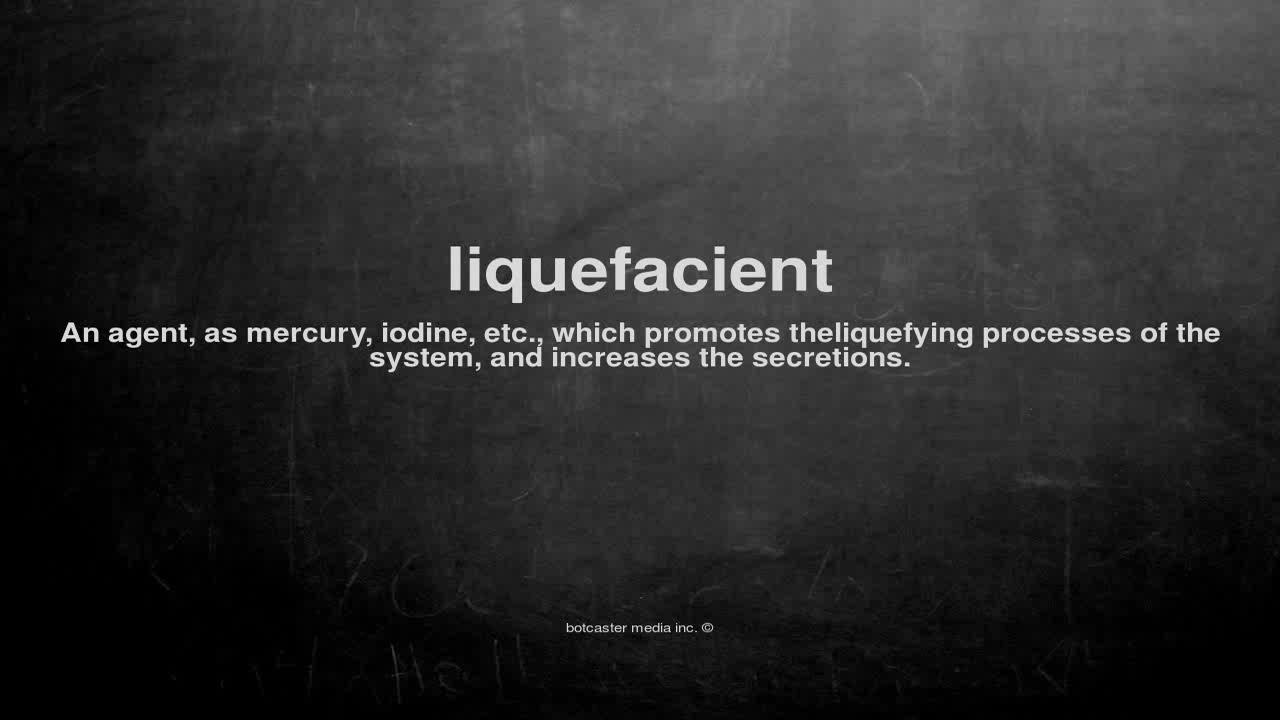 liquefacient
An agent, as mercury, iodine, etc., which promotes theliquefying processes of the
system, and increases the secretions.
botcaster media inc. ©